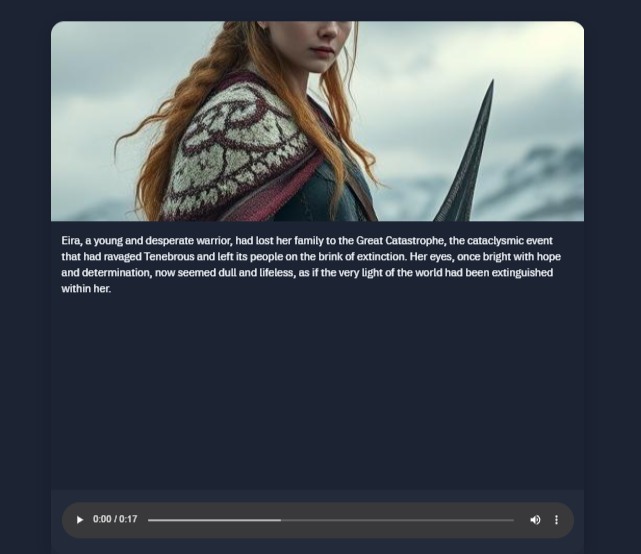 Eira, a young and desperate warrior, had lost her family to the Great Catastrophe, the cataclysmic event
that had ravaged Tenebrous and left its people on the brink of extinction. Her eyes, once bright with hope
and determination, now seemed dull and lifeless, as if the very light of the world had been extinguished
within her.
0:00 / 0:17